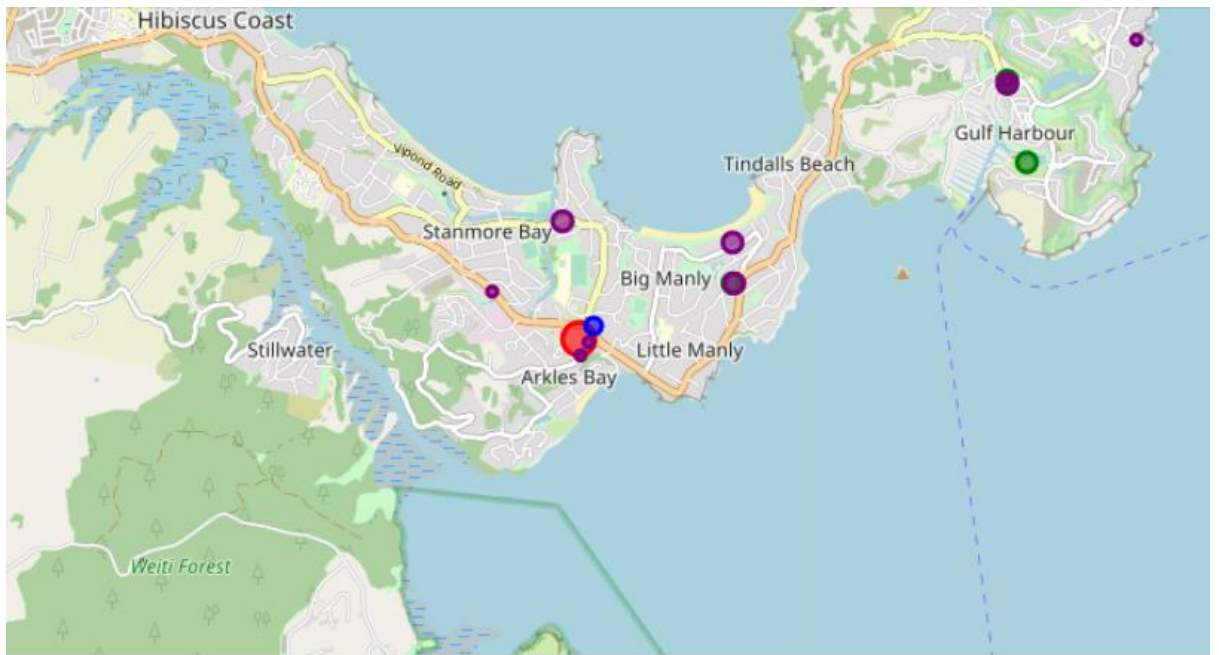 Hibiscus Coast
Gulf Harbour
Vipond Road
Tindalls Beach
Stanmore Bay
Big Manly
Stillwater
Little Manly
Arkles Bay
Weiti Forest